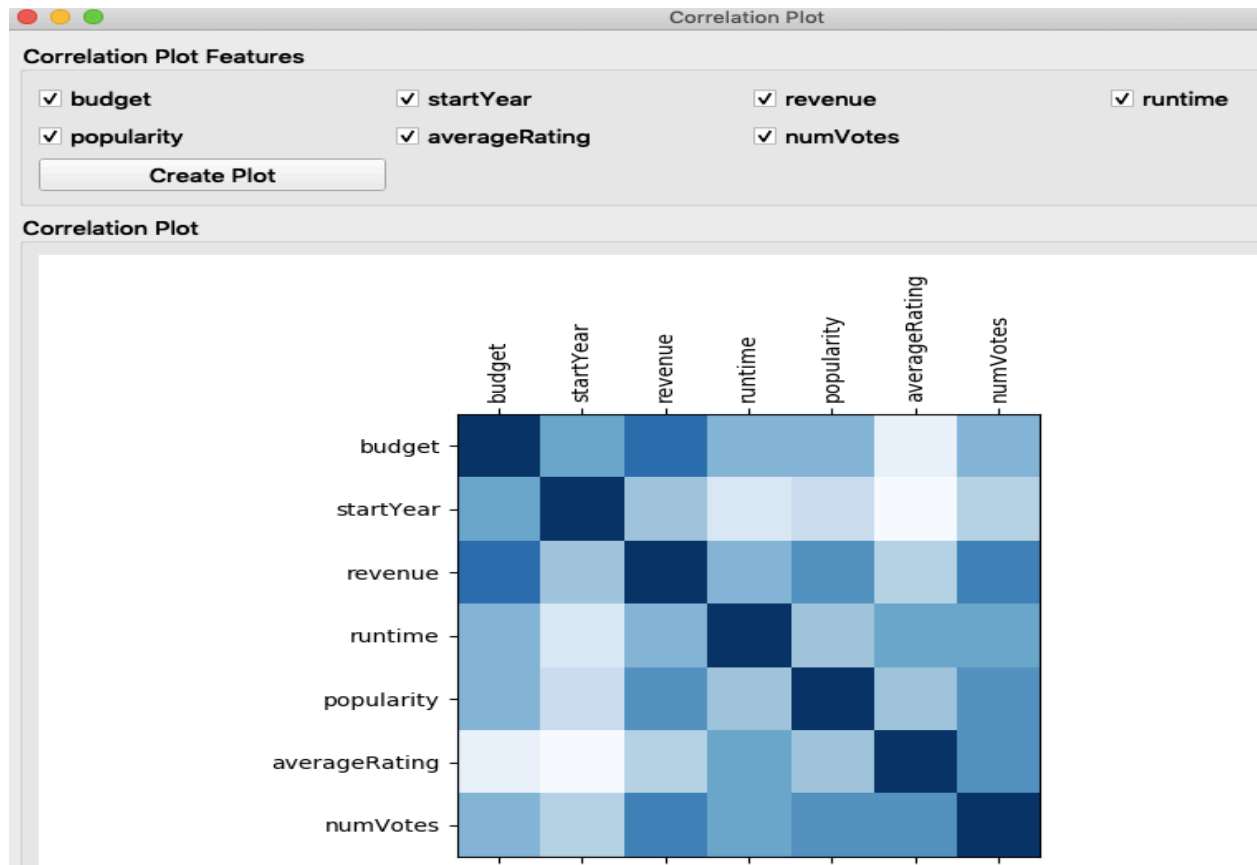 Correlation Plot
Correlation Plot Features
budget startYear revenue runtime
popularity averageRating numVotes
Create Plot
Correlation Plot
budget startYear revenue runtime popularity averageRating numVotes
budget
startYear
revenue
runtime
popularity
averageRating
numVotes